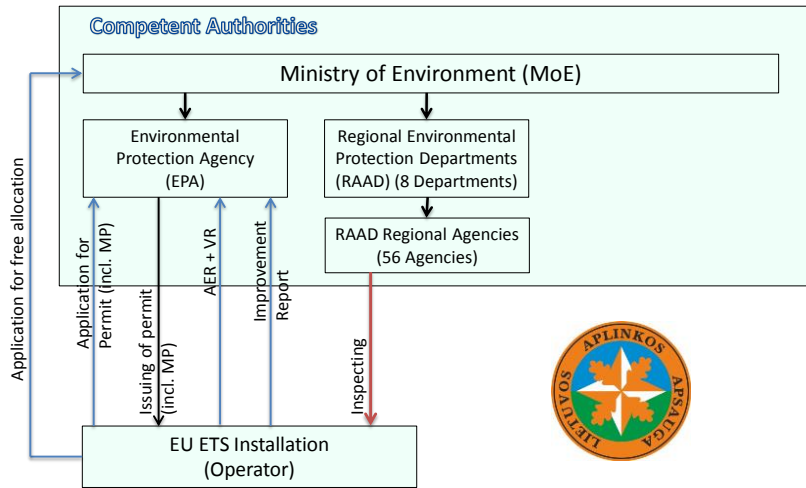 Competent Authorities
Ministry of Environment (MoE)
Environmental
Protection Agency
(EPA)
Regional Environmental
Protection Departments
(RAAD) (8 Departments)
RAAD Regional Agencies
(56 Agencies)
Application for free allocation
Application for
Permit (incl. MP)
Issuing of permit
(incl. MP)
AER + VR
Improvement
Report
Inspecting
EU ETS Installation
(Operator)
LIETUVOS
APLINKOS
APSAUGA